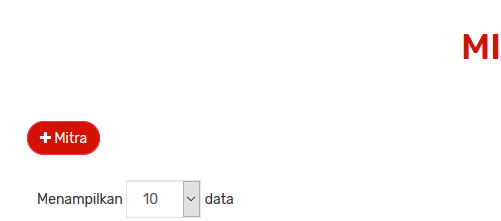 MI
+ Mitra
Menampilkan 10 data